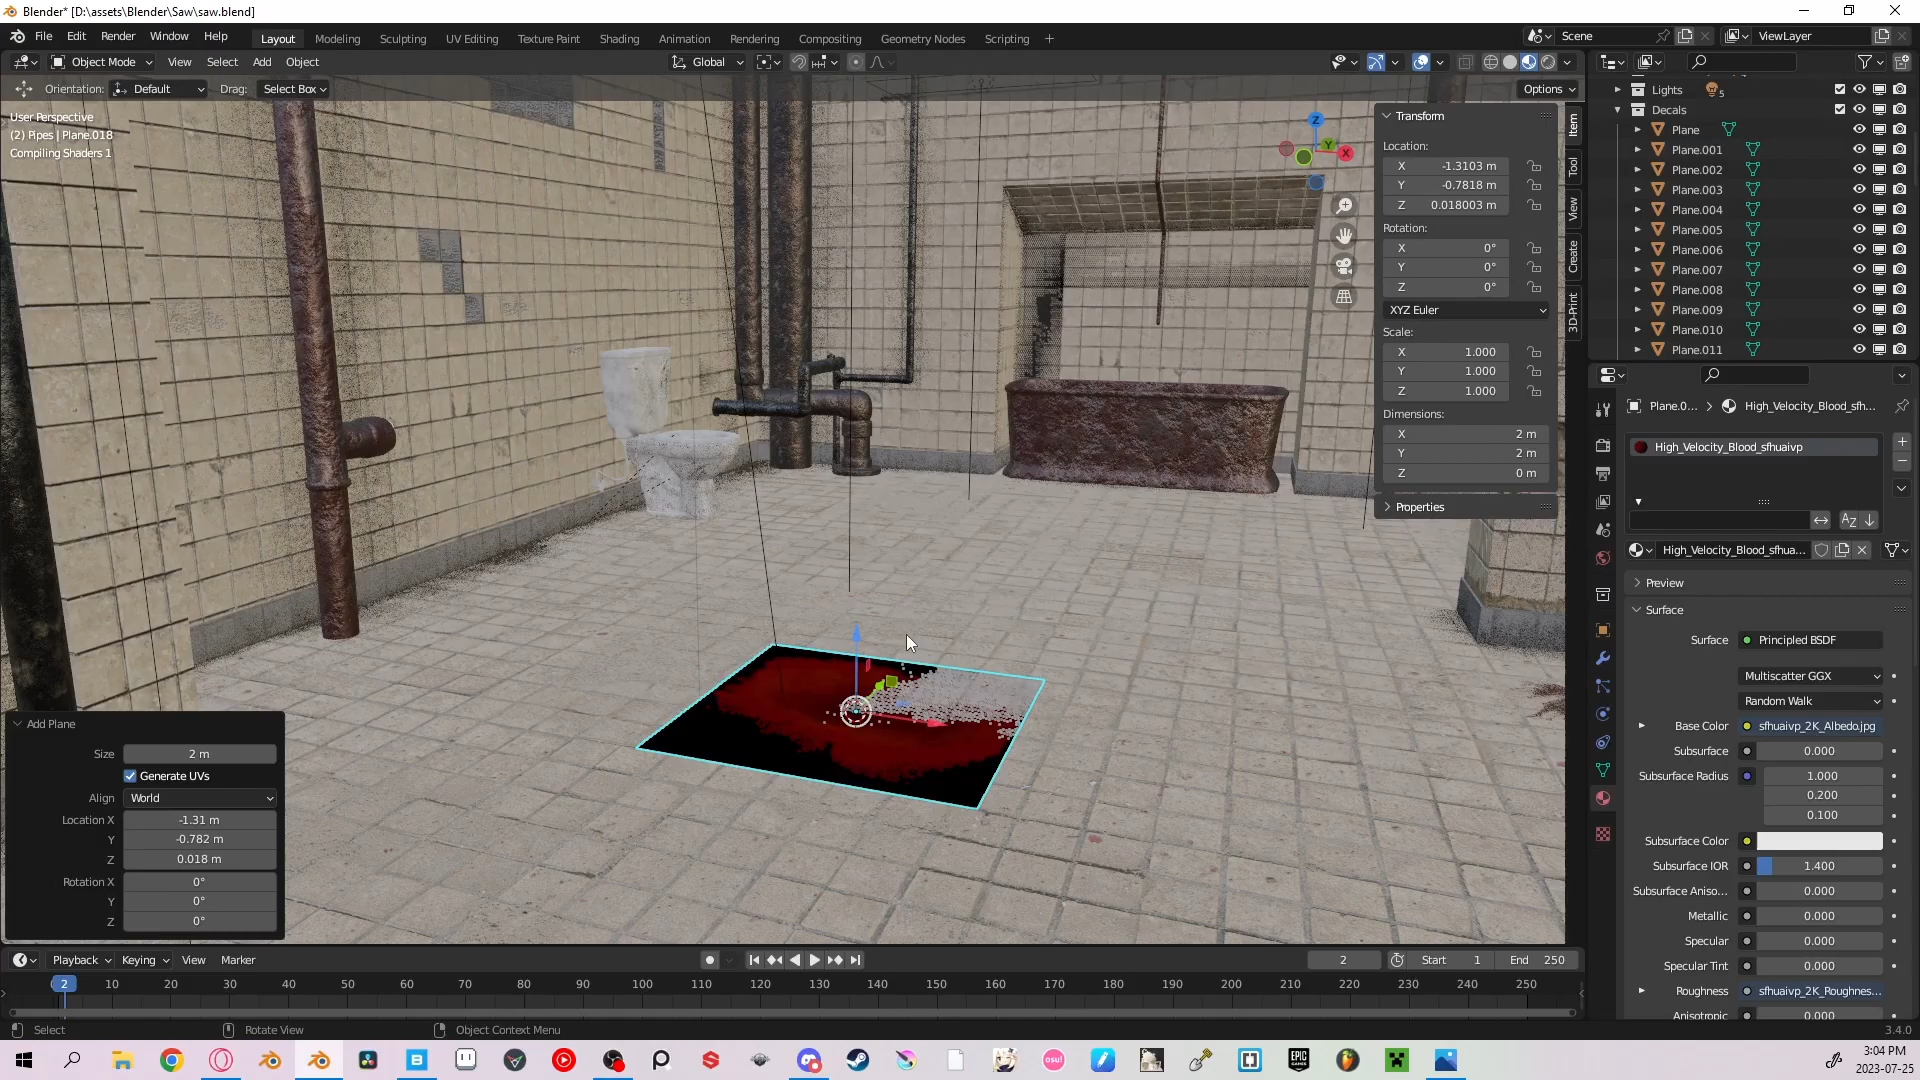 Blender* [D:\assets\Blender\Saw\saw.blend]
File Edit Render Window Help
Layout Modeling Sculpting UV Editing Texture Paint Shading Animation Rendering Compositing Geometry Nodes Scripting +
Scene
ViewLayer
Object Mode View Select Add Object
Global
Orientation: Default Drag: Select Box
Options
User Perspective
(2) Pipes | Plane.018
Compiling Shaders 1
Z
Y
X
Transform
Location:
X -1.3103 m
Y -0.7818 m
Z 0.018003 m
Rotation:
X 0°
Y 0°
Z 0°
XYZ Euler
Scale:
X 1.000
Y 1.000
Z 1.000
Dimensions:
X 2 m
Y 2 m
Z 0 m
Properties
Item
Tool
View
Create
3D-Print
Lights 5
Decals
Plane
Plane.001
Plane.002
Plane.003
Plane.004
Plane.005
Plane.006
Plane.007
Plane.008
Plane.009
Plane.010
Plane.011
Plane.0... High_Velocity_Blood_sfh...
High_Velocity_Blood_sfhuaivp
High_Velocity_Blood_sfhua...
Preview
Surface
Surface Principled BSDF
Multiscatter GGX
Random Walk
Base Color sfhuaivp_2K_Albedo.jpg
Subsurface 0.000
Subsurface Radius 1.000
0.200
0.100
Subsurface Color
Subsurface IOR 1.400
Subsurface Aniso... 0.000
Metallic 0.000
Specular 0.000
Specular Tint 0.000
Roughness sfhuaivp_2K_Roughnes...
Anisotropic 0.000
Add Plane
Size 2 m
Generate UVs
Align World
Location X -1.31 m
Y -0.782 m
Z 0.018 m
Rotation X 0°
Y 0°
Z 0°
Playback Keying View Marker
2 Start 1 End 250
2 10 20 30 40 50 60 70 80 90 100 110 120 130 140 150 160 170 180 190 200 210 220 230 240 250
Select Rotate View Object Context Menu
3.4.0
osu!
EPIC GAMES
3:04 PM
2023-07-25